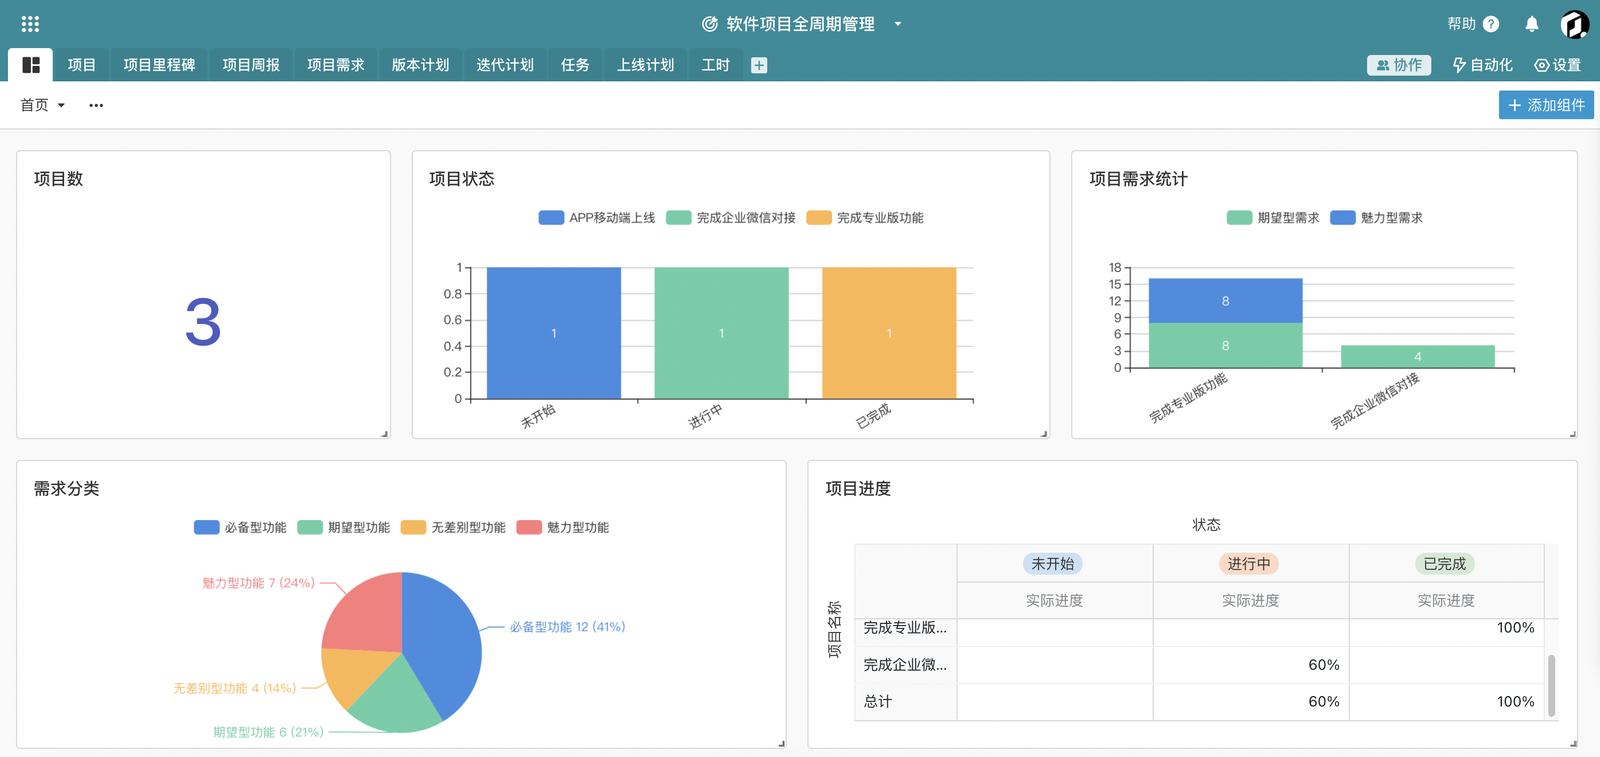 软件项目全周期管理
帮助
项目 项目里程碑 项目周报 项目需求 版本计划 迭代计划 任务 上线计划 工时
协作 自动化 设置
首页
添加组件
项目数
3
项目状态
APP移动端上线 完成企业微信对接 完成专业版功能
1
0.8
0.6
0.4
0.2
0
1 1 1
未开始 进行中 已完成
项目需求统计
期望型需求 魅力型需求
18
15
12
9
6
3
0
8
8
4
完成专业版功能 完成企业微信对接
需求分类
必备型功能 期望型功能 无差别型功能 魅力型功能
魅力型功能 7 (24%)
必备型功能 12 (41%)
无差别型功能 4 (14%)
期望型功能 6 (21%)
项目进度
状态
项目名称
未开始 进行中 已完成
实际进度 实际进度 实际进度
完成专业版... 100%
完成企业微... 60%
总计 60% 100%